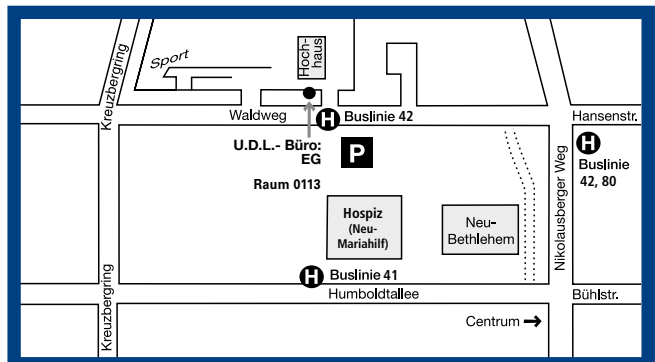 Sport
Hoch-
haus
Kreuzbergring
Waldweg
H Buslinie 42
Hansenstr.
U.D.L.- Büro:
EG
P
H
Buslinie
42, 80
Raum 0113
Hospiz
(Neu-
Mariahilf)
Neu-
Bethlehem
Nikolausberger Weg
H Buslinie 41
Kreuzbergring
Humboldtallee
Bühlstr.
Centrum →